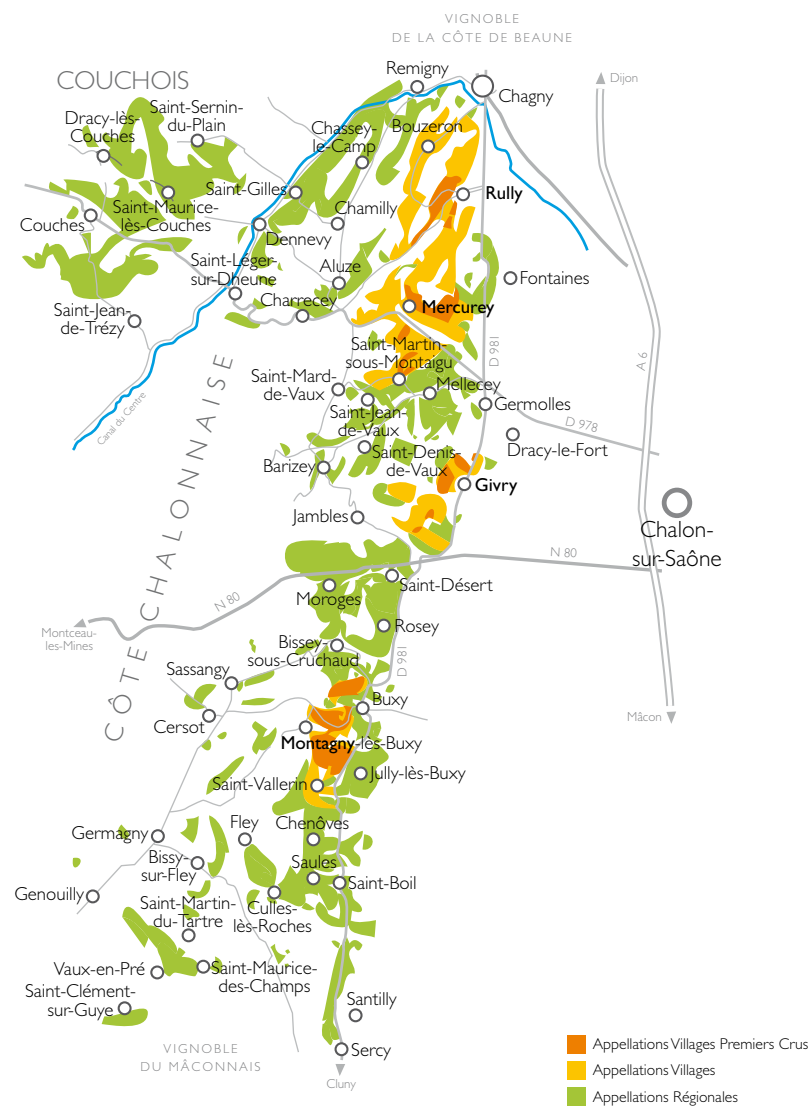 VIGNOBLE
DE LA CÔTE DE BEAUNE
COUCHOIS
Remigny
Chagny
Dijon
Dracy-lès-
Couches
Saint-Sernin-
du-Plain
Chassey-
le-Camp
Bouzeron
Saint-Gilles
Rully
Saint-Maurice-
lès-Couches
Couches
Chamilly
Dennevy
Saint-Léger-
sur-Dheune
Aluze
Fontaines
Charrecey
Mercurey
Saint-Jean-
de-Trézy
D 981
A 6
Saint-Martin-
sous-Montaigu
Saint-Mard-
de-Vaux
Mellecey
Germolles
Saint-Jean-
de-Vaux
D 978
Canal du Centre
Dracy-le-Fort
Saint-Denis-
de-Vaux
Barizey
Givry
Jambles
Chalon-
sur-Saône
CÔTE CHALONNAISE
N 80
Saint-Désert
Moroges
N 80
Montceau-
les-Mines
Rosey
Bissey-
sous-Cruchaud
D 981
Sassangy
Buxy
Cersot
Mâcon
Montagny-lès-Buxy
Jully-lès-Buxy
Saint-Vallerin
Germagny
Fley
Chenôves
Bissy-
sur-Fley
Saules
Saint-Boil
Genouilly
Saint-Martin-
du-Tartre
Culles-
lès-Roches
Vaux-en-Pré
Saint-Maurice-
des-Champs
Saint-Clément-
sur-Guye
Santilly
VIGNOBLE
DU MÂCONNAIS
Sercy
Cluny
Appellations Villages Premiers Crus
Appellations Villages
Appellations Régionales